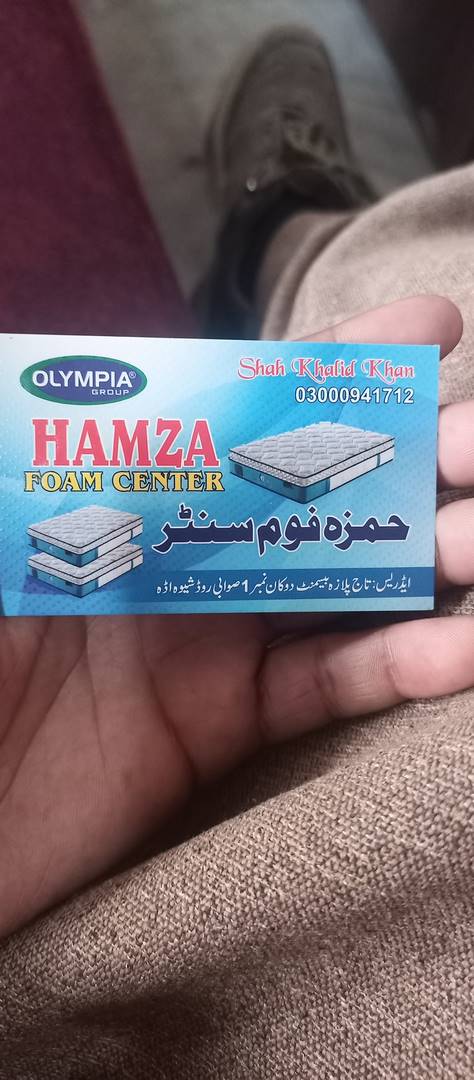 OLYMPIA®
GROUP
Shah Khalid Khan
03000941712
HAMZA
FOAM CENTER
حمزہ فوم سنٹر
ایڈریس: تاج پلازہ بیسمنٹ دوکان نمبر 1 صوابی روڈ شیوہ اڈہ